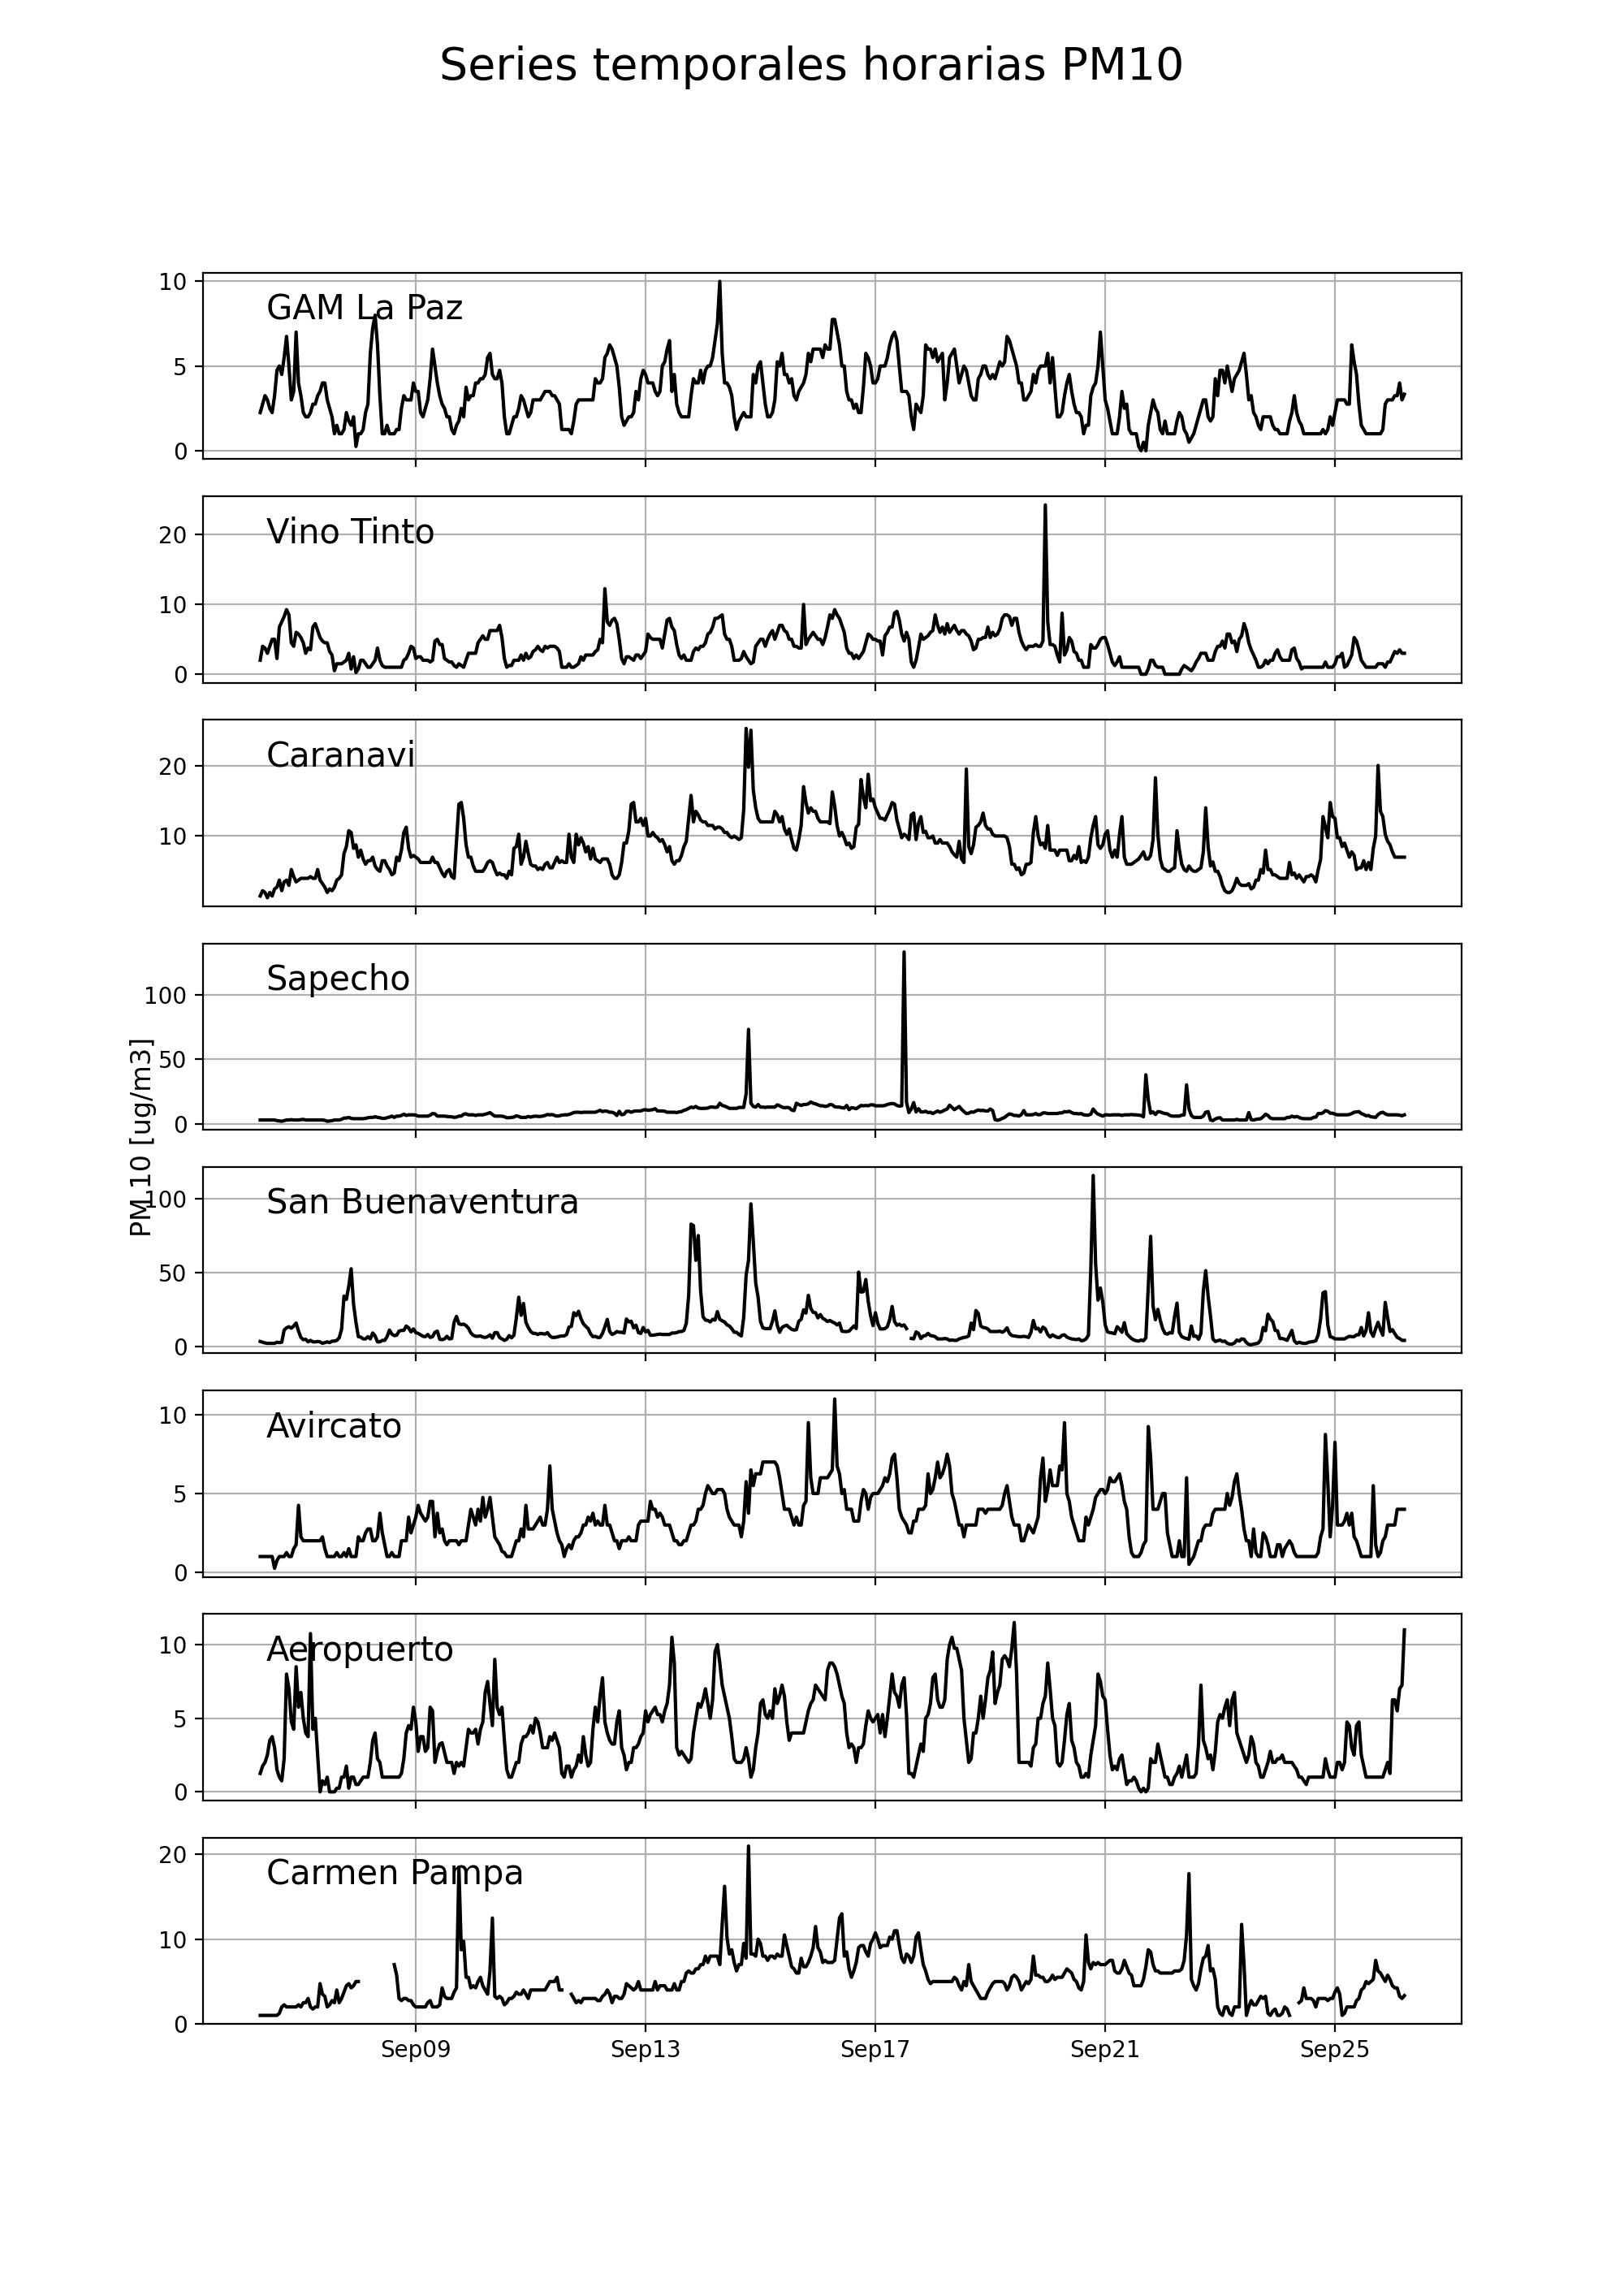 Series temporales horarias PM10
GAM La Paz
10
5
0
Vino Tinto
20
10
0
Caranavi
20
10
Sapecho
100
50
0
PM 10 [ug/m3]
San Buenaventura
100
50
0
Avircato
10
5
0
Aeropuerto
10
5
0
Carmen Pampa
20
10
0
Sep09 Sep13 Sep17 Sep21 Sep25